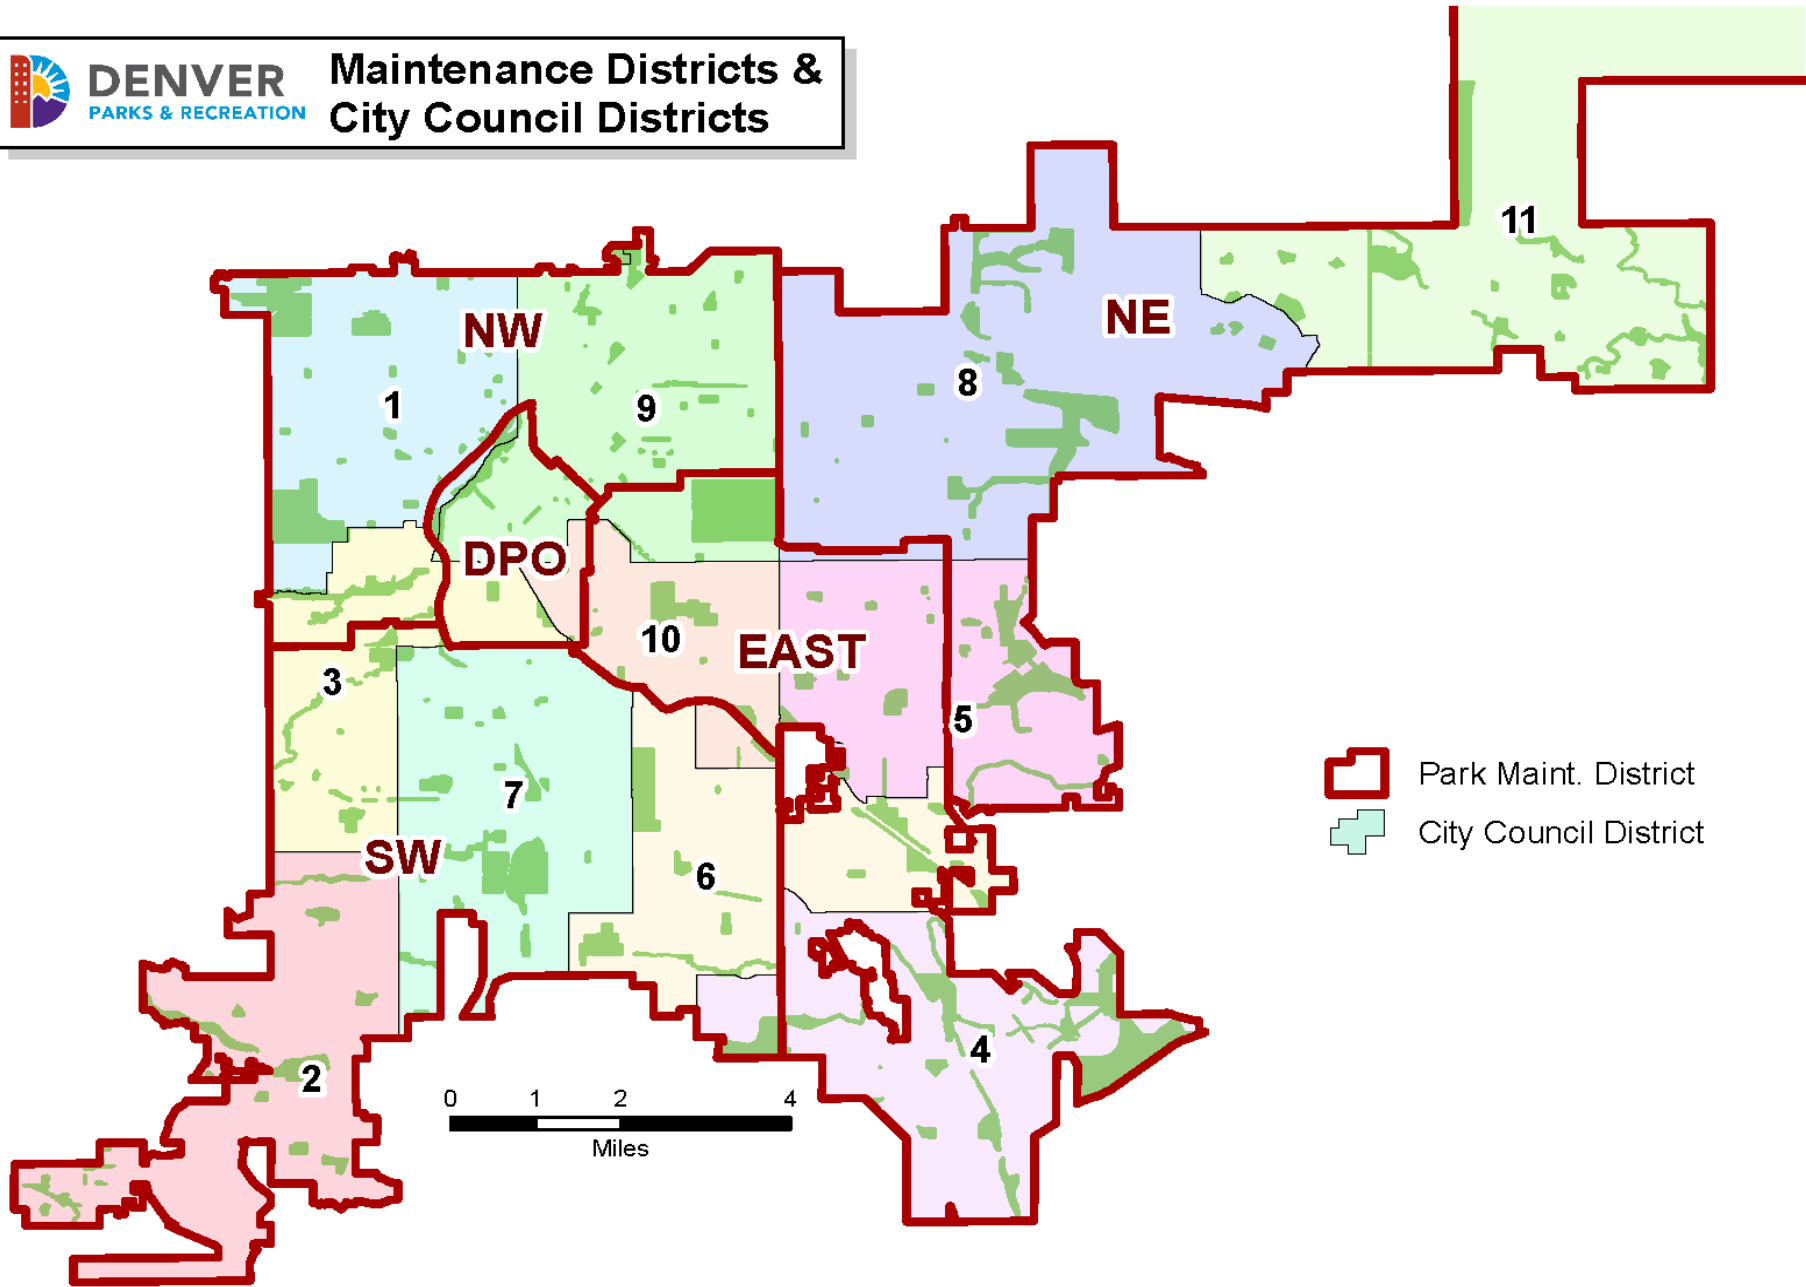 DENVER
PARKS & RECREATION
Maintenance Districts &
City Council Districts
11
NE
NW
8
1
9
DPO
10
EAST
3
5
Park Maint. District
7
City Council District
SW
6
4
2
0 1 2 4
Miles